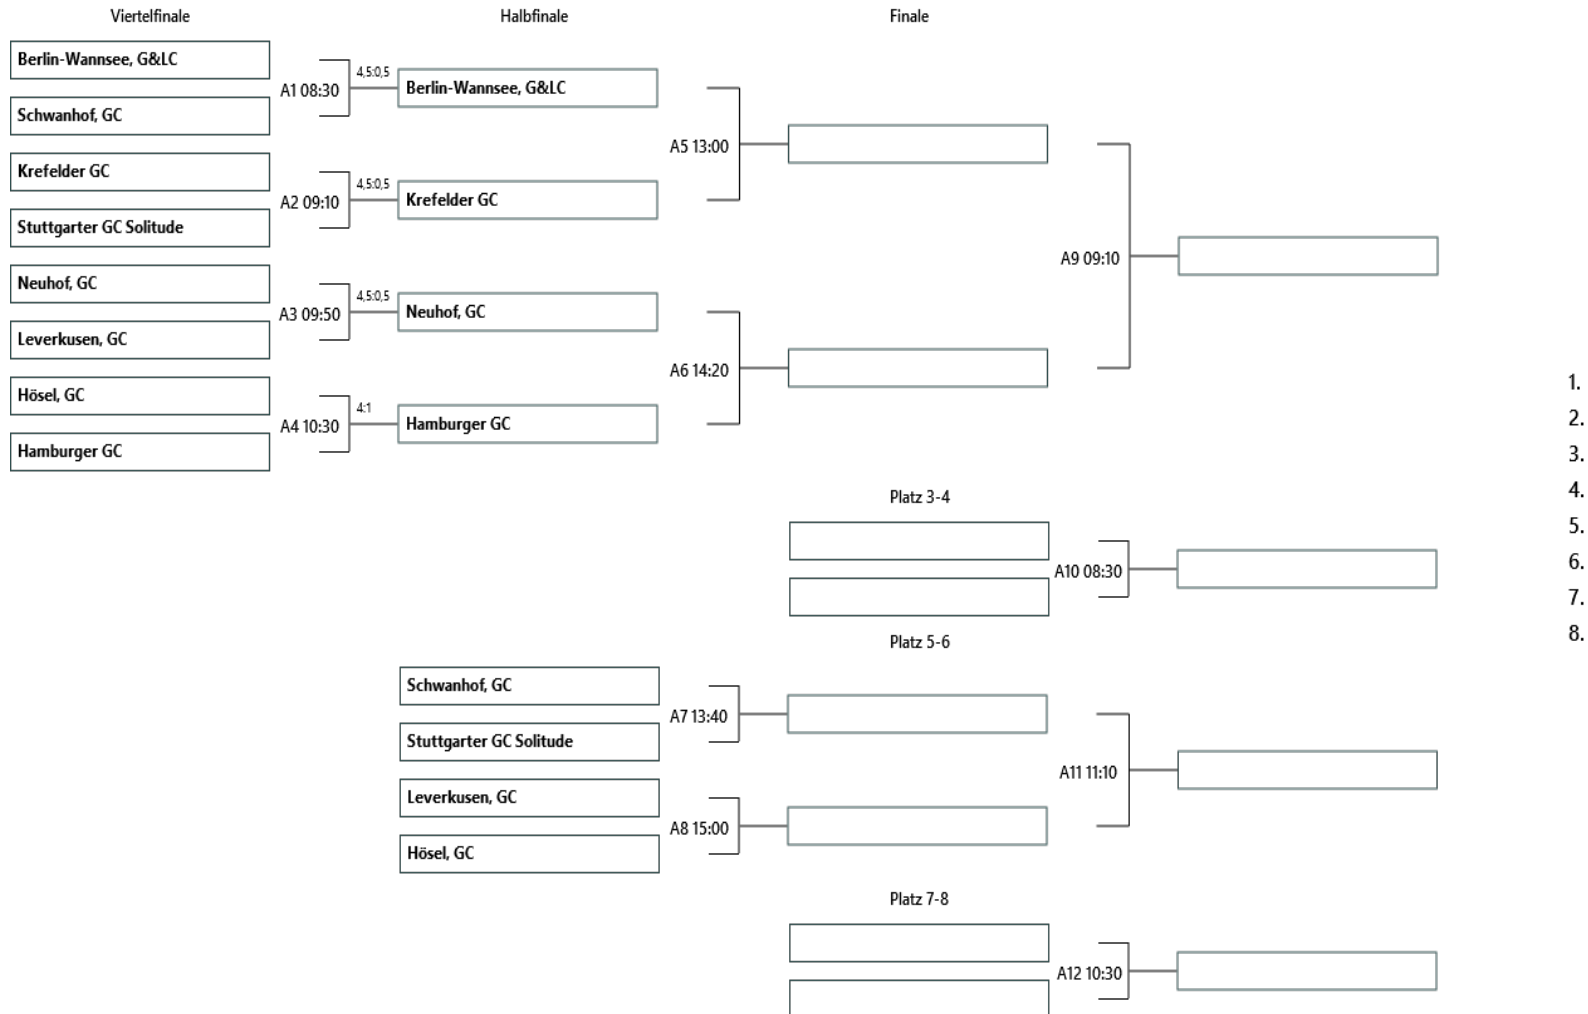 Viertelfinale
Halbfinale
Finale
Berlin-Wannsee, G&LC
Schwanhof, GC
A1 08:30
4,5:0,5
Berlin-Wannsee, G&LC
Krefelder GC
Stuttgarter GC Solitude
A2 09:10
4,5:0,5
Krefelder GC
A5 13:00
Neuhof, GC
Leverkusen, GC
A3 09:50
4,5:0,5
Neuhof, GC
Hösel, GC
Hamburger GC
A4 10:30
4:1
Hamburger GC
A6 14:20
A9 09:10
Platz 3-4
A10 08:30
Platz 5-6
Schwanhof, GC
Stuttgarter GC Solitude
A7 13:40
Leverkusen, GC
Hösel, GC
A8 15:00
A11 11:10
Platz 7-8
A12 10:30
1.
2.
3.
4.
5.
6.
7.
8.